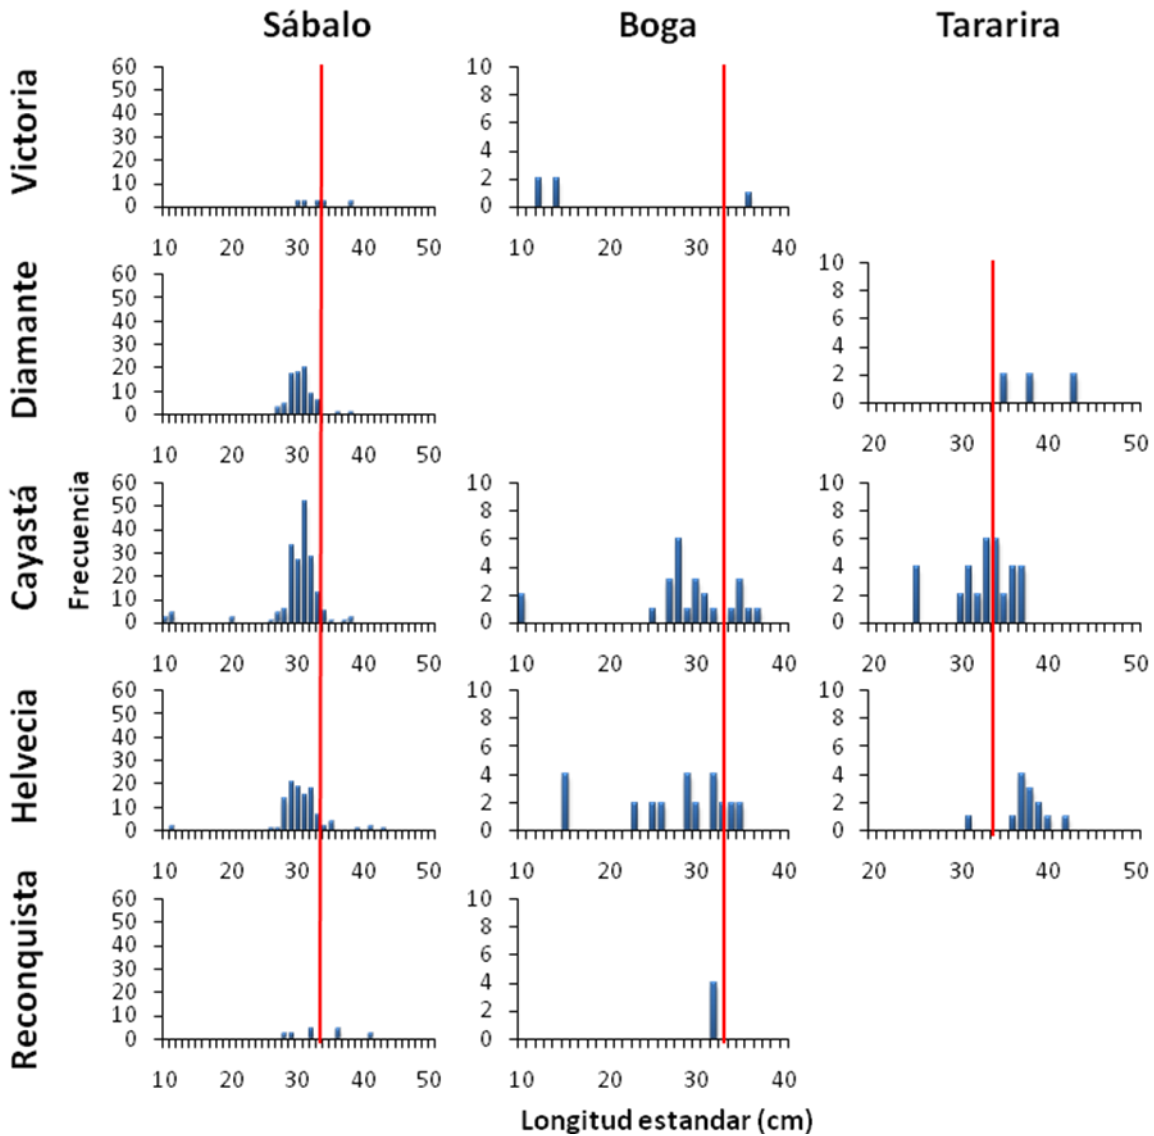 Sábalo Boga Tararira
Victoria
60 50 40 30 20 10 0
10 20 30 40 50
10 8 6 4 2 0
10 20 30 40
Diamante
60 50 40 30 20 10 0
10 20 30 40 50
10 8 6 4 2 0
20 30 40 50
Cayastá
Frecuencia
60 50 40 30 20 10 0
10 20 30 40 50
10 8 6 4 2 0
10 20 30 40
10 8 6 4 2 0
20 30 40 50
Helvecia
60 50 40 30 20 10 0
10 20 30 40 50
10 8 6 4 2 0
10 20 30 40
10 8 6 4 2 0
20 30 40 50
Reconquista
60 50 40 30 20 10 0
10 20 30 40 50
10 8 6 4 2 0
10 20 30 40
Longitud estandar (cm)